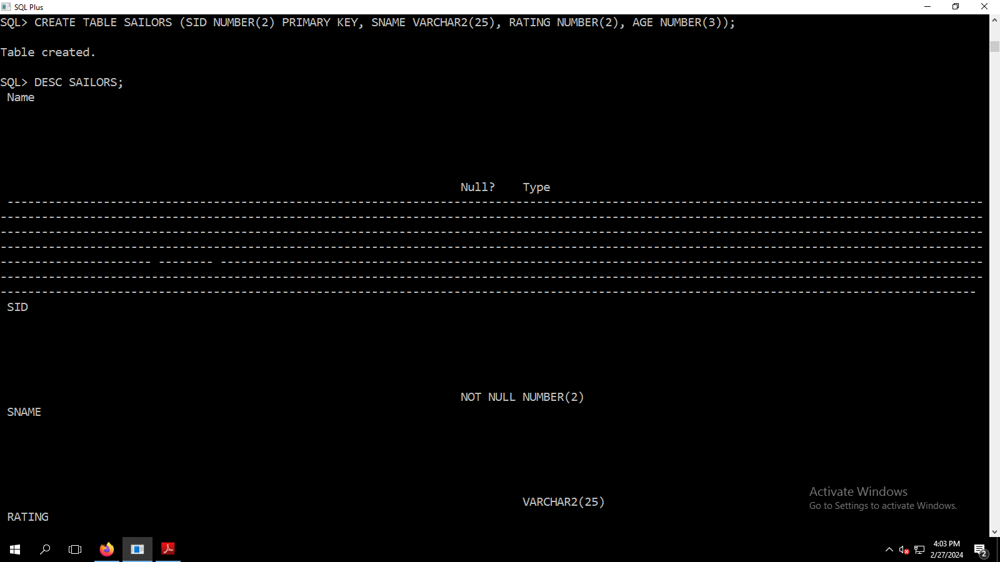 SQL Plus
SQL> CREATE TABLE SAILORS (SID NUMBER(2) PRIMARY KEY, SNAME VARCHAR2(25), RATING NUMBER(2), AGE NUMBER(3));
Table created.
SQL> DESC SAILORS;
Name
Null? Type
-----------------------------------------------------------------------------------------------------------------------------------------------
-----------------------------------------------------------------------------------------------------------------------------------------------
-----------------------------------------------------------------------------------------------------------------------------------------------
-----------------------------------------------------------------------------------------------------------------------------------------------
---------------------- -------- ---------------------------------------------------------------------------------------------------------------
-----------------------------------------------------------------------------------------------------------------------------------------------
----------------------------------------------------------------------------------------------------------------------------------------------
SID
NOT NULL NUMBER(2)
SNAME
VARCHAR2(25)
RATING
Activate Windows
Go to Settings to activate Windows.
4:03 PM
2/27/2024
2